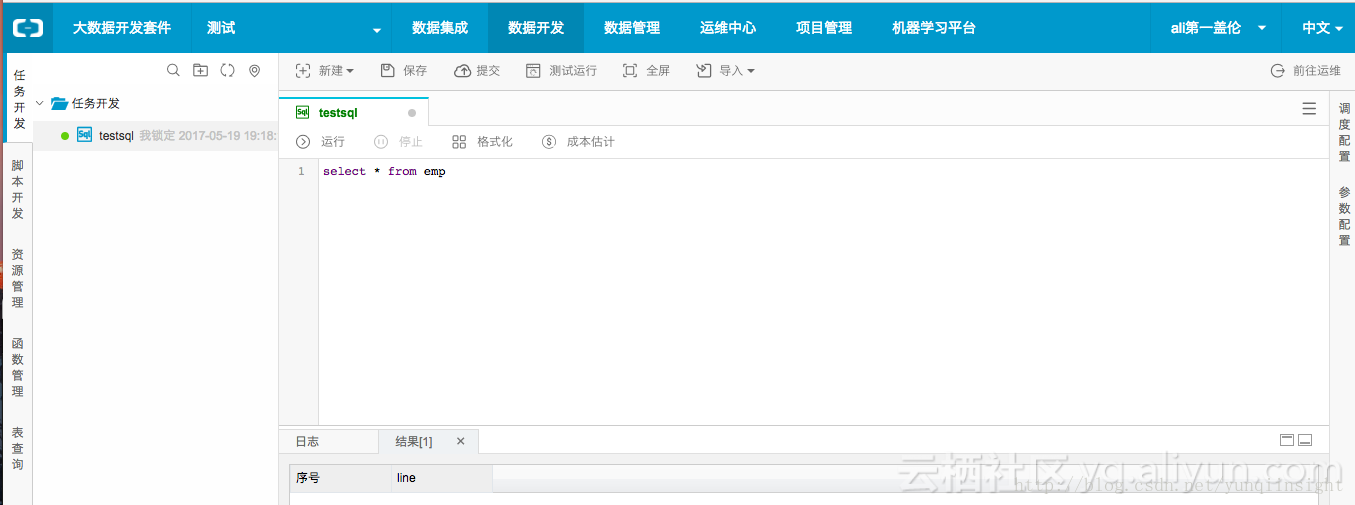 大数据开发套件 测试 数据集成 数据开发 数据管理 运维中心 项目管理 机器学习平台 ali第一盖伦 中文
任务开发
脚本开发
资源管理
函数管理
表查询
任务开发
testsql 我锁定 2017-05-19 19:18:
新建 保存 提交 测试运行 全屏 导入 前往运维
Sql testsql
运行 停止 格式化 成本估计
1 select * from emp
调度配置
参数配置
日志 结果[1]
序号 line
云栖社区 yq.aliyun.com
http://blog.csdn.net/yunqiinsight